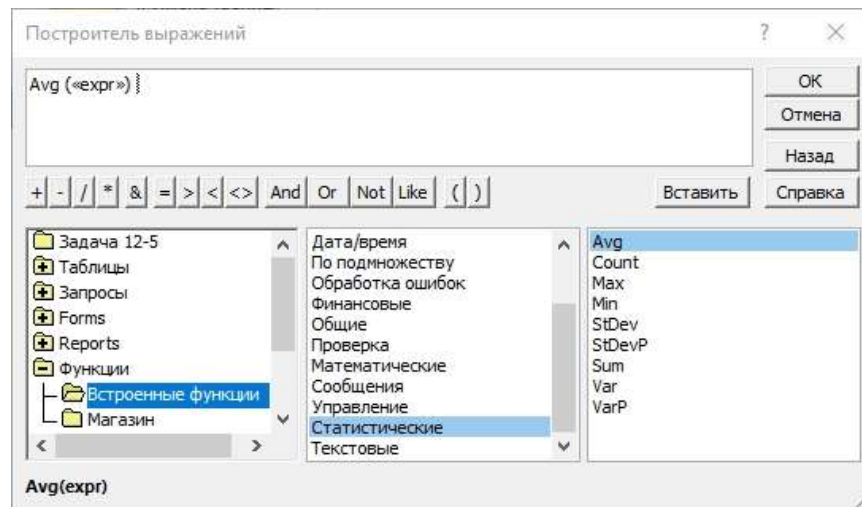 Построитель выражений ? ×
Avg («expr»)
OK
Отмена
Назад
+ - / * & = > < <> And Or Not Like ( ) Вставить Справка
Задача 12-5
Таблицы
Запросы
Forms
Reports
Функции
Встроенные функции
Магазин
Дата/время
По подмножеству
Обработка ошибок
Финансовые
Общие
Проверка
Математические
Сообщения
Управление
Статистические
Текстовые
Avg
Count
Max
Min
StDev
StDevP
Sum
Var
VarP
Avg(expr)